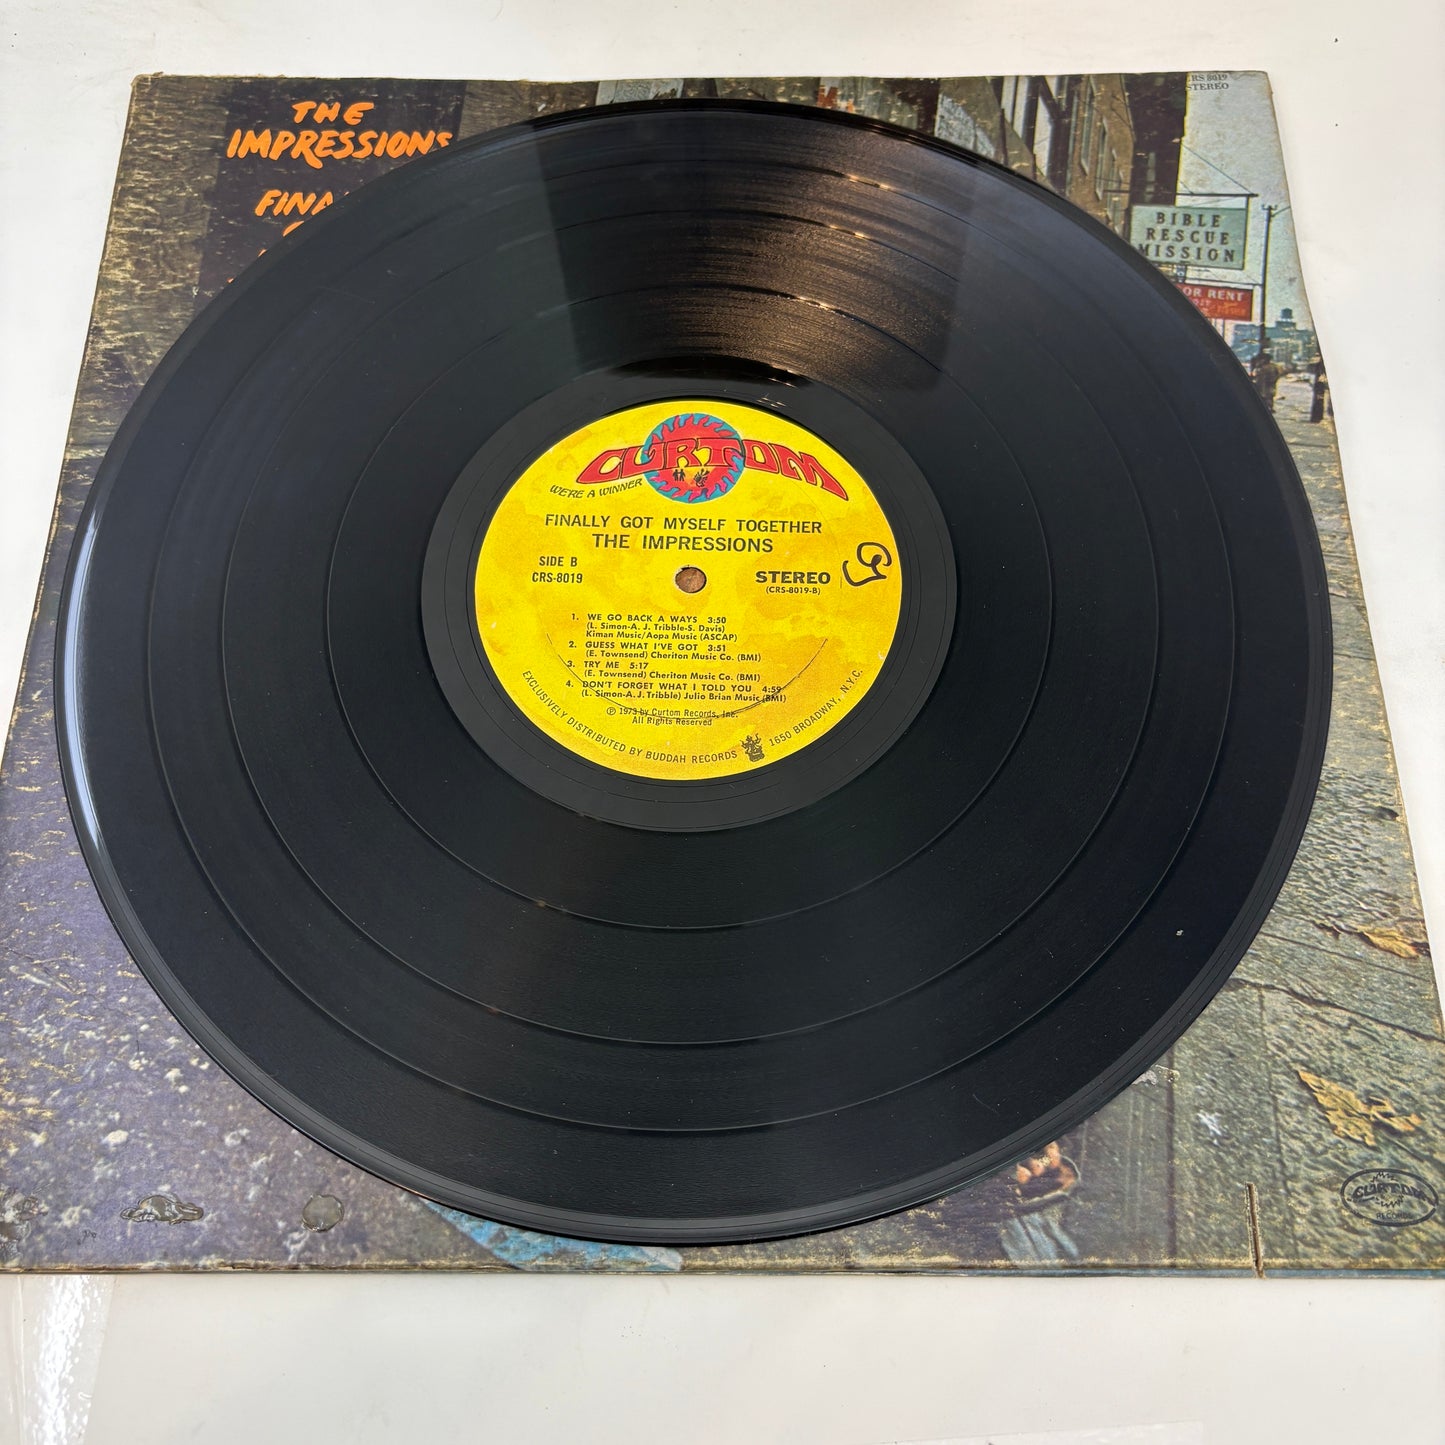 THE
IMPRESSIONS
FINA
RS 8019
STEREO
BIBLE
RESCUE
MISSION
OR RENT
CURTOM
WE'RE A WINNER
FINALLY GOT MYSELF TOGETHER
THE IMPRESSIONS
SIDE B
CRS-8019
STEREO
(CRS-8019-B)
1. WE GO BACK A WAYS 3:50
(L. Simon-A. J. Tribble-S. Davis)
Kiman Music/Aopa Music (ASCAP)
2. GUESS WHAT I'VE GOT 3:51
(E. Townsend) Cheriton Music Co. (BMI)
3. TRY ME 5:17
(E. Townsend) Cheriton Music Co. (BMI)
4. DON'T FORGET WHAT I TOLD YOU 4:59
(L. Simon-A. J. Tribble) Julio Brian Music (BMI)
℗ 1973 by Curtom Records, Inc.
All Rights Reserved
EXCLUSIVELY DISTRIBUTED BY BUDDAH RECORDS 1650 BROADWAY, N.Y.C.
CURTOM